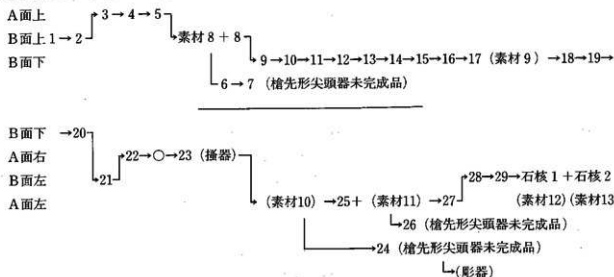 A面上 3→4→5
B面上 1→2 素材8+8
B面下 9→10→11→12→13→14→15→16→17 (素材9) →18→19→
6→7 (槍先形尖頭器未完成品)
B面下 →20 28→29→石核1+石核2
A面右 22→○→23 (掻器) (素材12)(素材13
B面左 21
A面左 (素材10) →25+ (素材11) →27
26 (槍先形尖頭器未完成品)
24 (槍先形尖頭器未完成品)
(彫器)